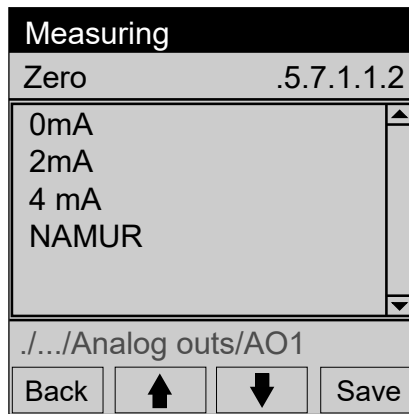 Measuring
Zero .5.7.1.1.2
0mA
2mA
4 mA
NAMUR
./.../Analog outs/AO1
Back Save